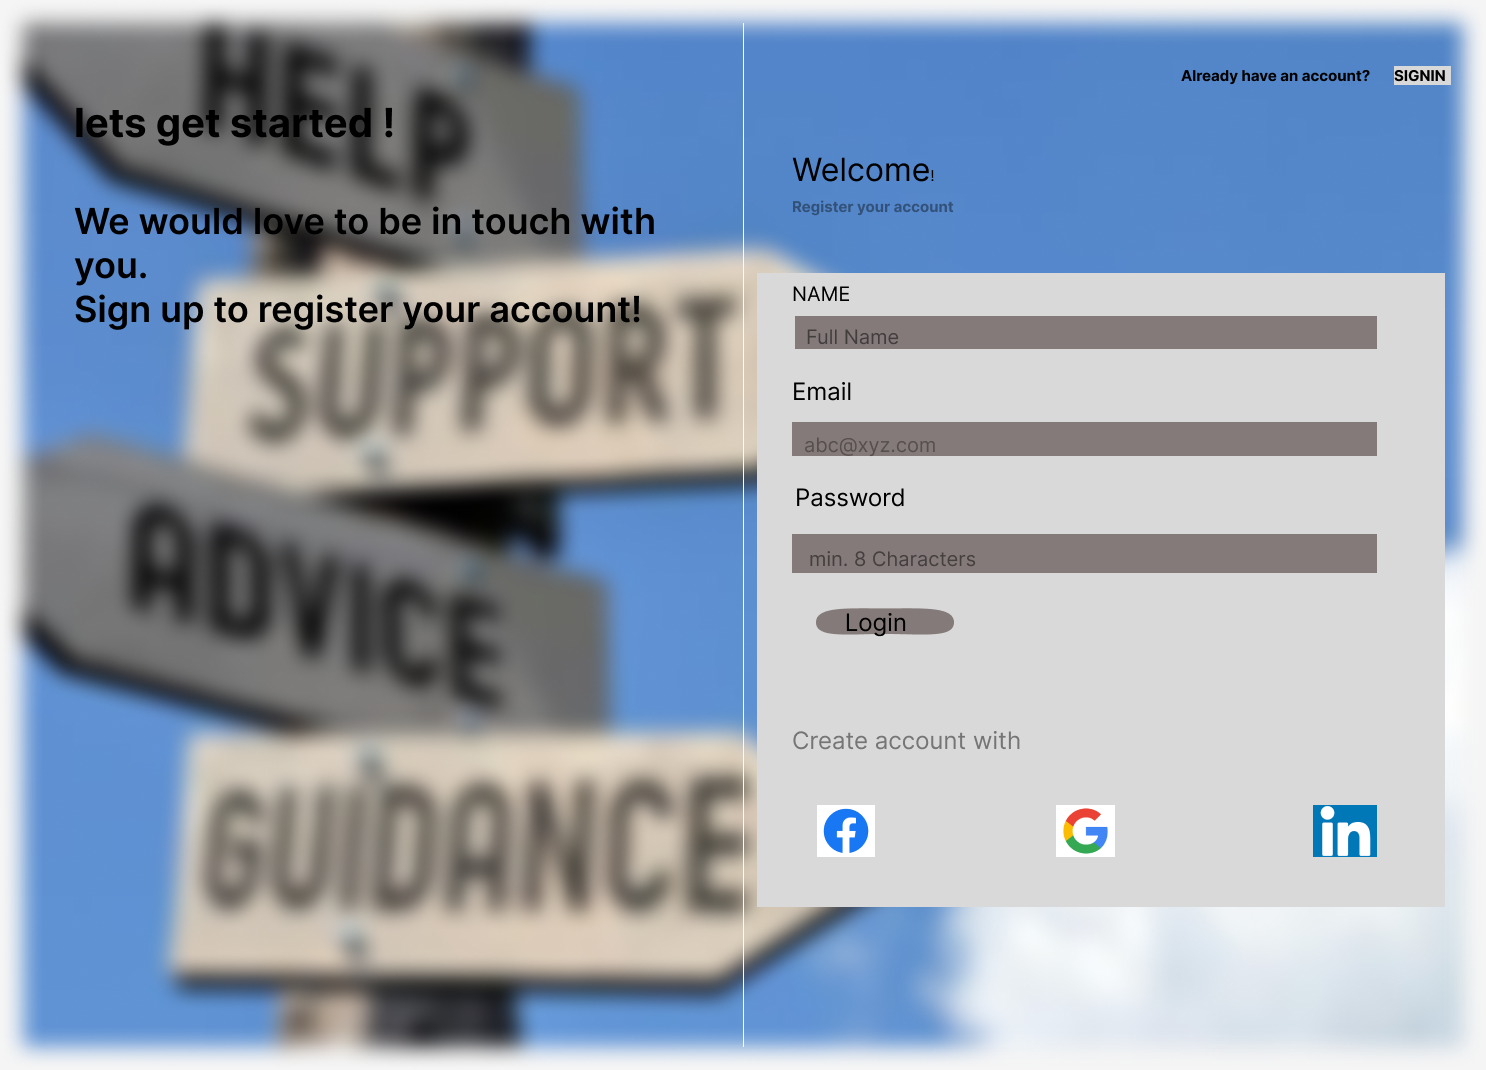 HELP
lets get started !
We would love to be in touch with
you.
Sign up to register your account!
SUPPORT
ADVICE
GUIDANCE
Already have an account? SIGNIN
Welcome!
Register your account
NAME
Full Name
Email
abc@xyz.com
Password
min. 8 Characters
Login
Create account with
f
G
in